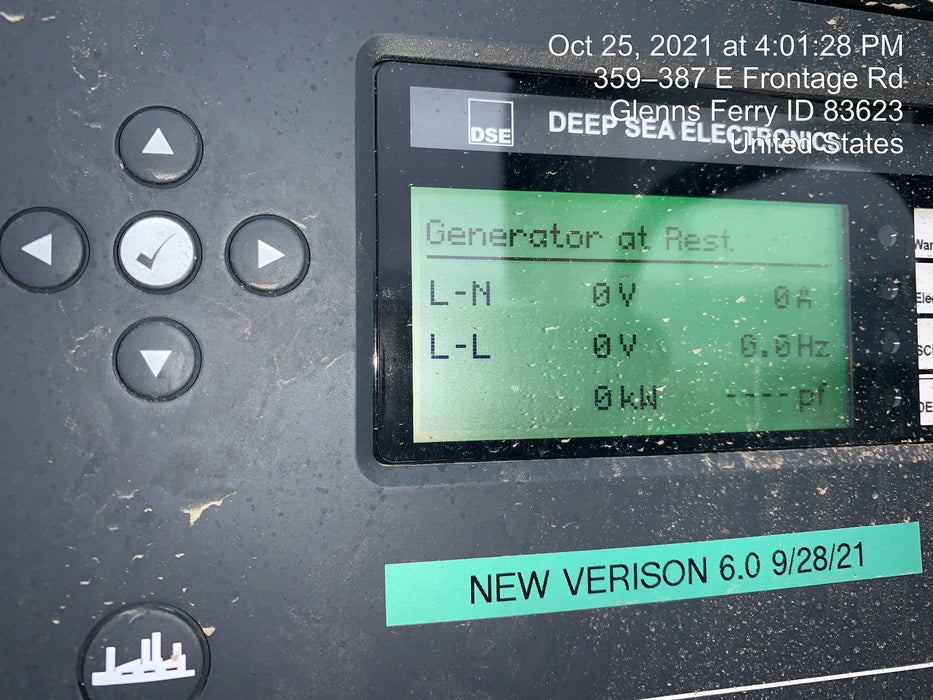 Oct 25, 2021 at 4:01:28 PM
359–387 E Frontage Rd
Glenns Ferry ID 83623
United States
DSE
DEEP SEA ELECTRONICS
Generator at Rest
L-N 0V 0A
L-L 0V 0.0Hz
0kW ----pf
NEW VERISON 6.0 9/28/21